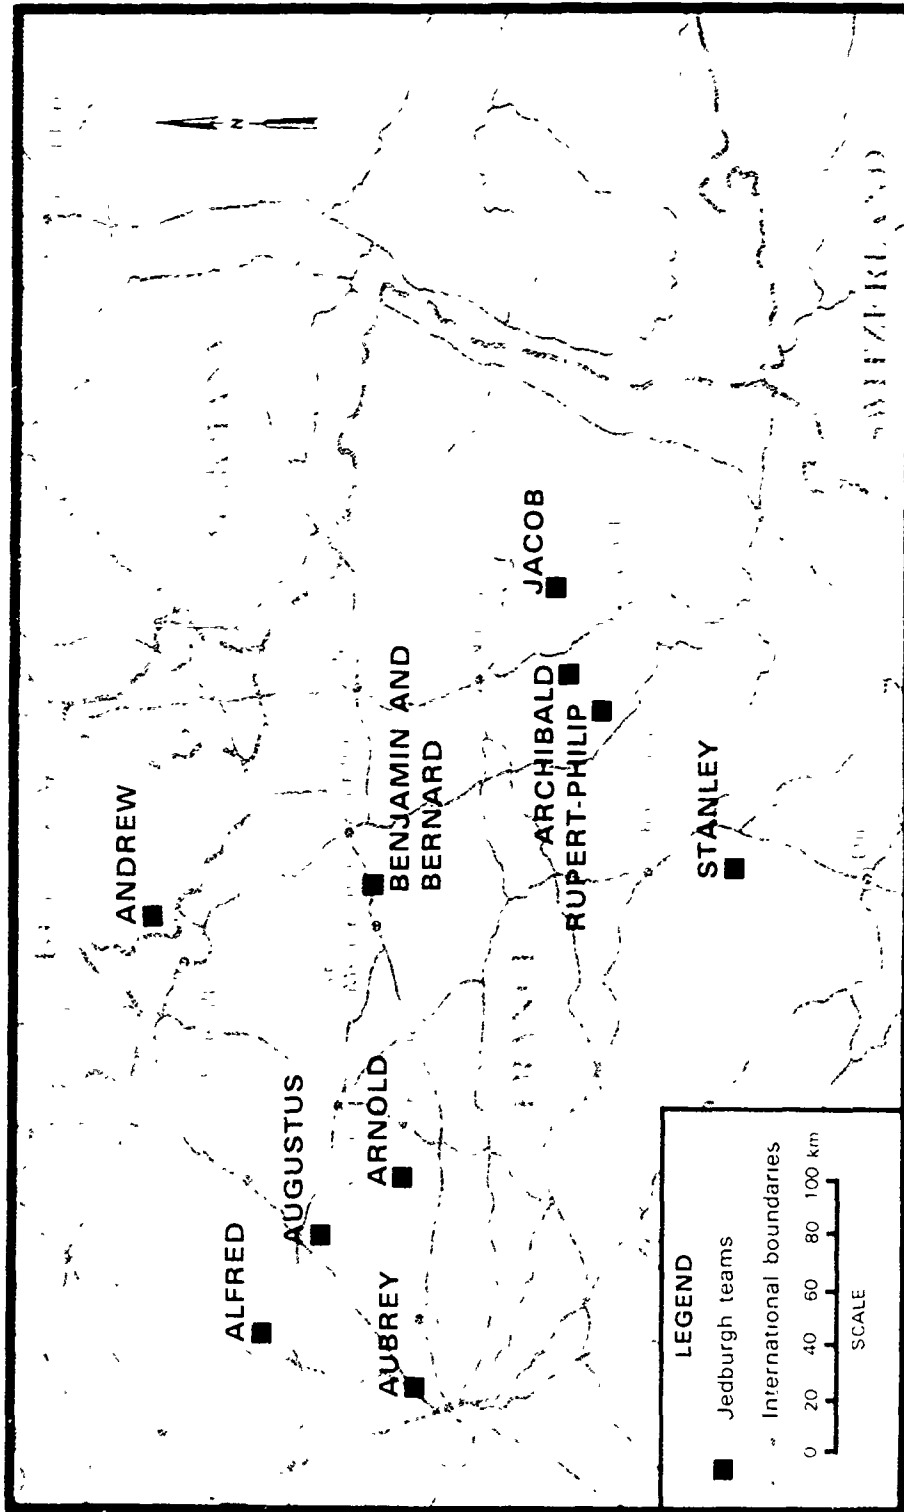 N
ANDREW
ALFRED
AUGUSTUS
BENJAMIN AND
BERNARD
AUBREY
ARNOLD
JACOB
ARCHIBALD
RUPERT-PHILIP
STANLEY
LEGEND
Jedburgh teams
International boundaries
0 20 40 60 80 100 km
SCALE